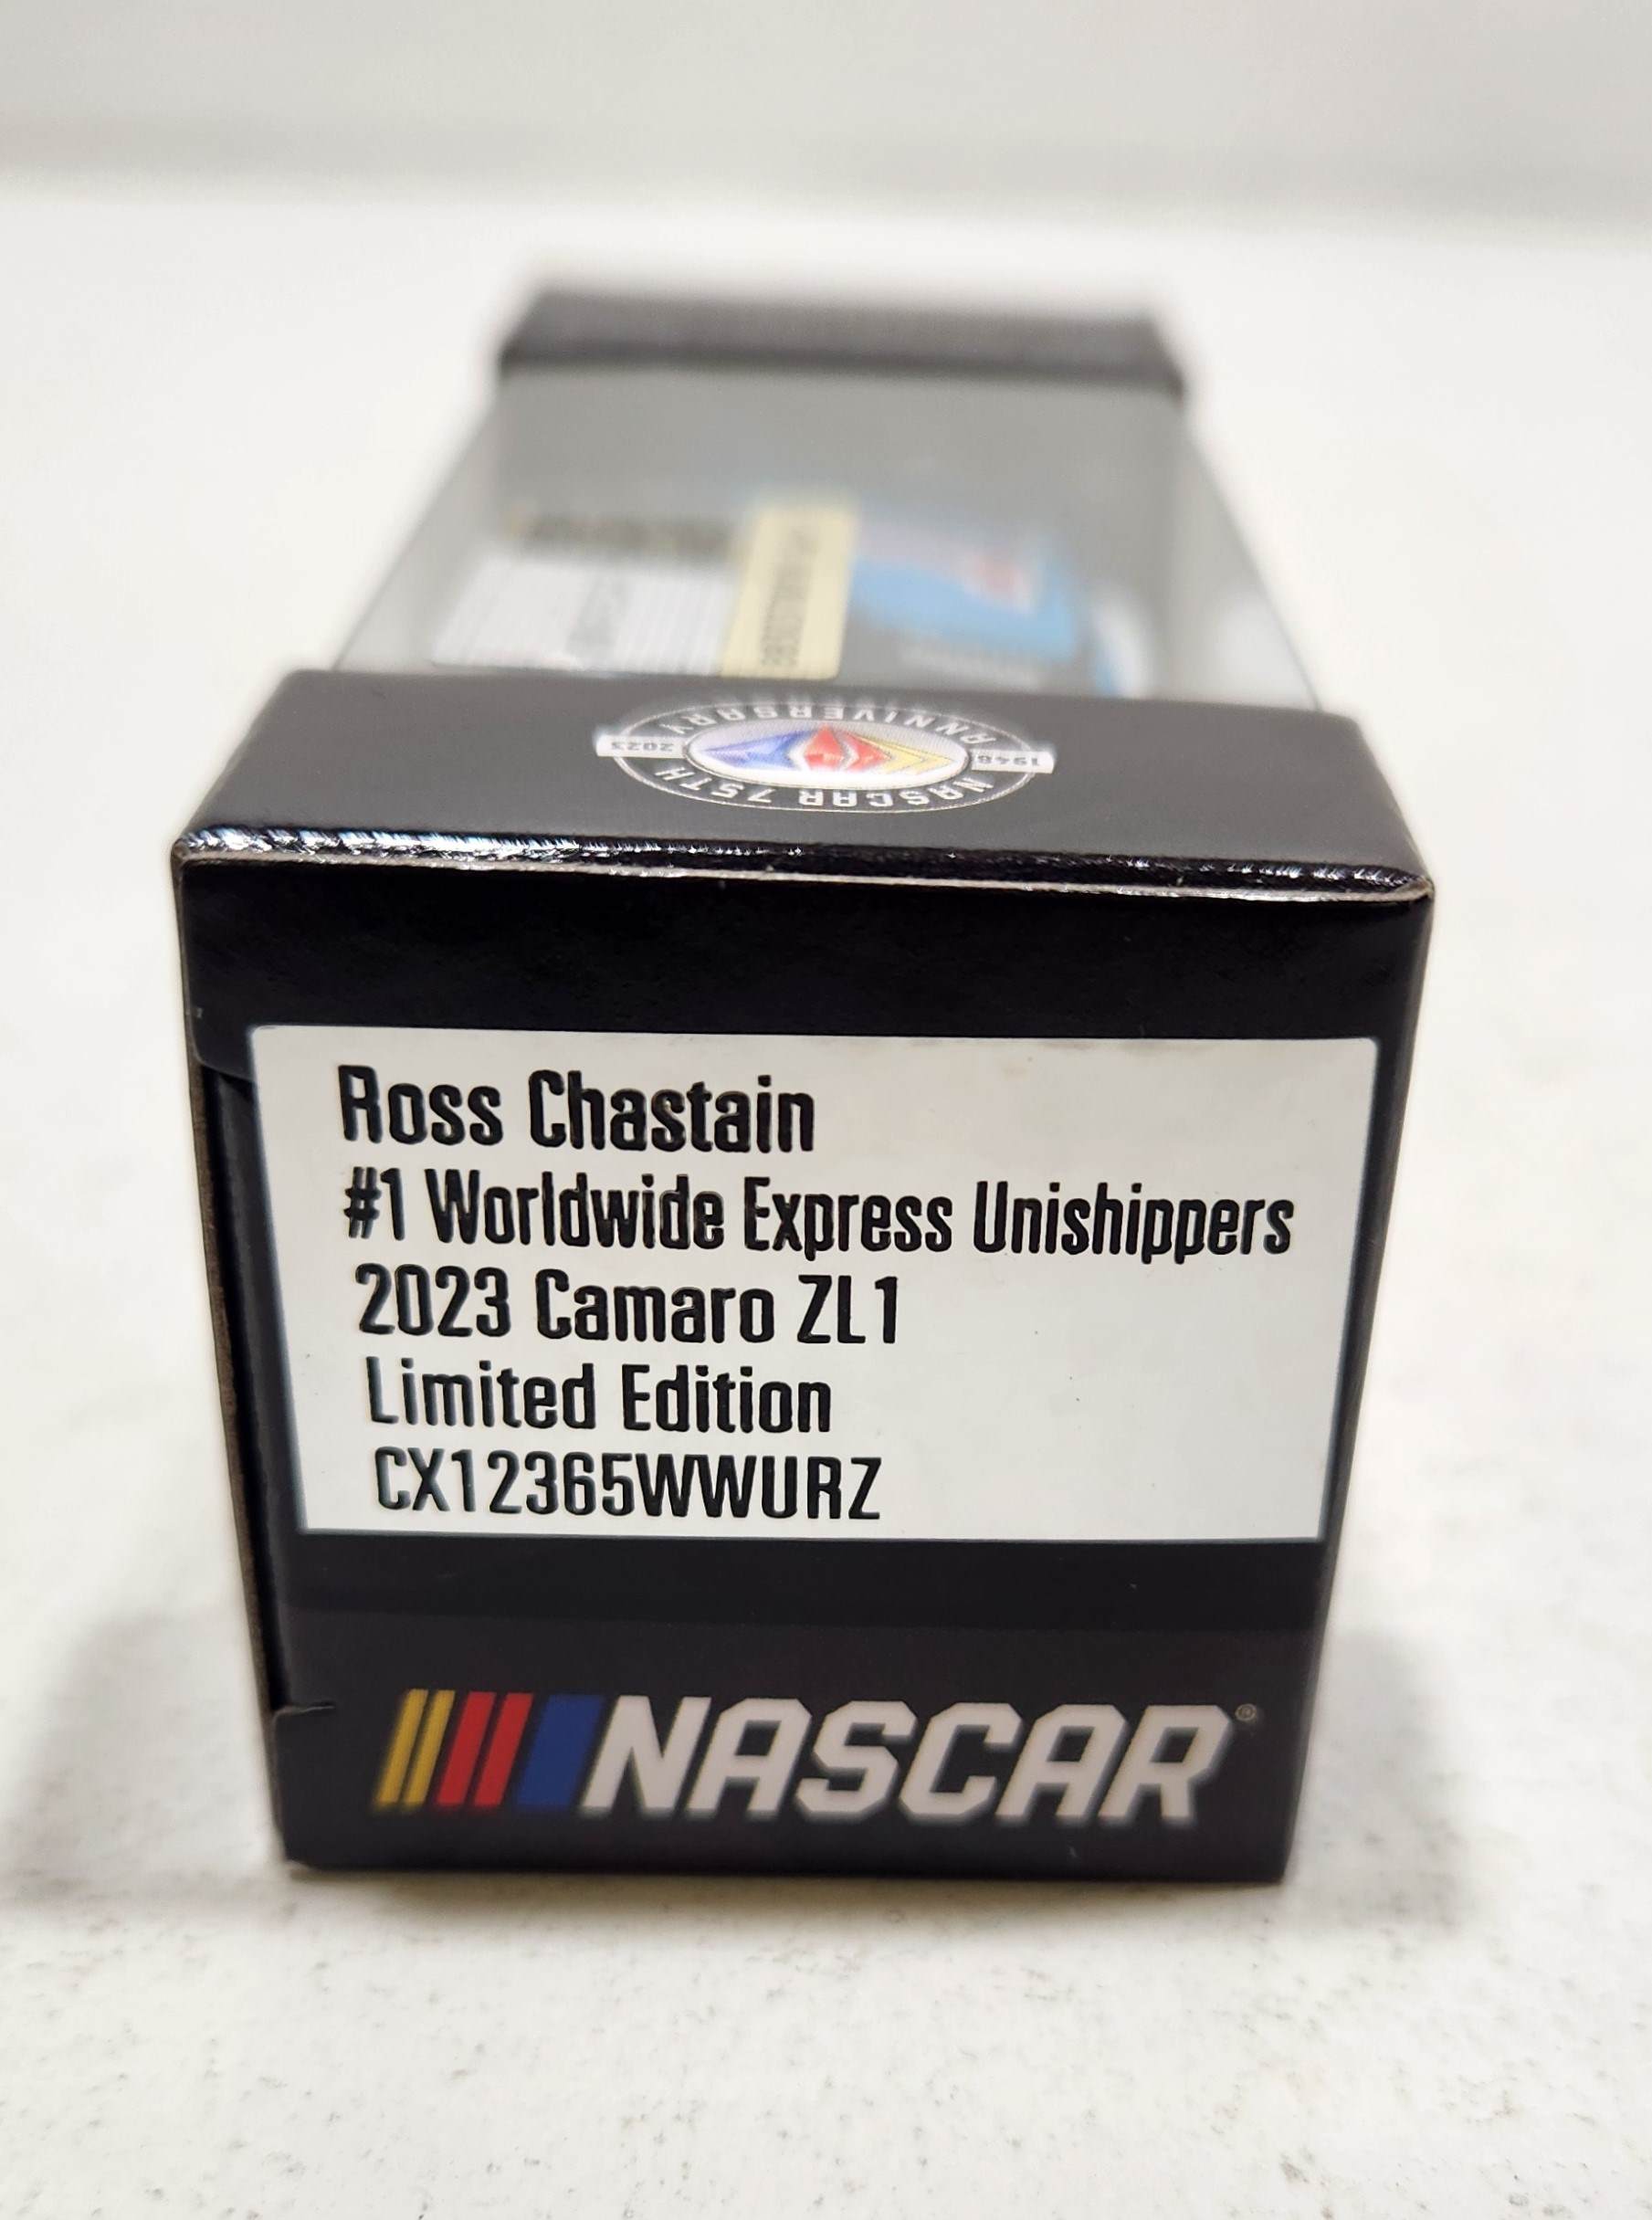 NASCAR 75TH ANNIVERSARY
1948 2023
Ross Chastain
#1 Worldwide Express Unishippers
2023 Camaro ZL1
Limited Edition
CX12365WWURZ
NASCAR®